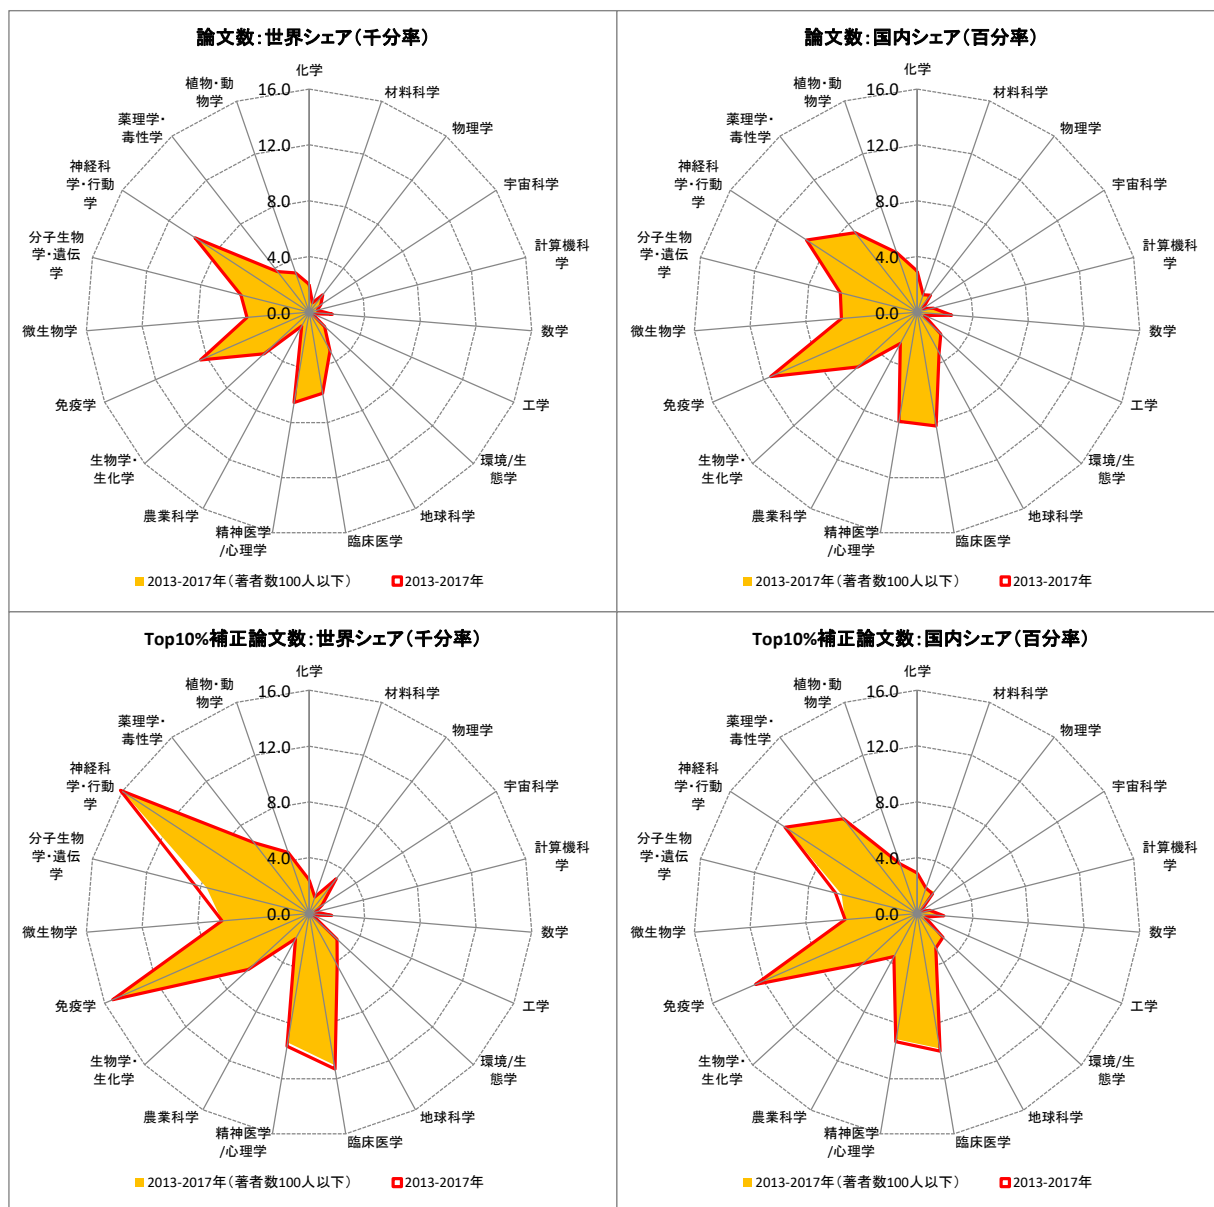 論文数：世界シェア（千分率）
化学
材料科学
物理学
宇宙科学
計算機科
学
数学
工学
環境/生
態学
地球科学
臨床医学
精神医学
/心理学
農業科学
生物学・
生化学
免疫学
微生物学
分子生物
学・遺伝
学
神経科
学・行動
学
薬理学・
毒性学
植物・動
物学
16.0
12.0
8.0
4.0
0.0
2013-2017年（著者数100人以下）
2013-2017年
論文数：国内シェア（百分率）
化学
材料科学
物理学
宇宙科学
計算機科
学
数学
工学
環境/生
態学
地球科学
臨床医学
精神医学
/心理学
農業科学
生物学・
生化学
免疫学
微生物学
分子生物
学・遺伝
学
神経科
学・行動
学
薬理学・
毒性学
植物・動
物学
16.0
12.0
8.0
4.0
0.0
2013-2017年（著者数100人以下）
2013-2017年
Top10%補正論文数：世界シェア（千分率）
化学
材料科学
物理学
宇宙科学
計算機科
学
数学
工学
環境/生
態学
地球科学
臨床医学
精神医学
/心理学
農業科学
生物学・
生化学
免疫学
微生物学
分子生物
学・遺伝
学
神経科
学・行動
学
薬理学・
毒性学
植物・動
物学
16.0
12.0
8.0
4.0
0.0
2013-2017年（著者数100人以下）
2013-2017年
Top10%補正論文数：国内シェア（百分率）
化学
材料科学
物理学
宇宙科学
計算機科
学
数学
工学
環境/生
態学
地球科学
臨床医学
精神医学
/心理学
農業科学
生物学・
生化学
免疫学
微生物学
分子生物
学・遺伝
学
神経科
学・行動
学
薬理学・
毒性学
植物・動
物学
16.0
12.0
8.0
4.0
0.0
2013-2017年（著者数100人以下）
2013-2017年